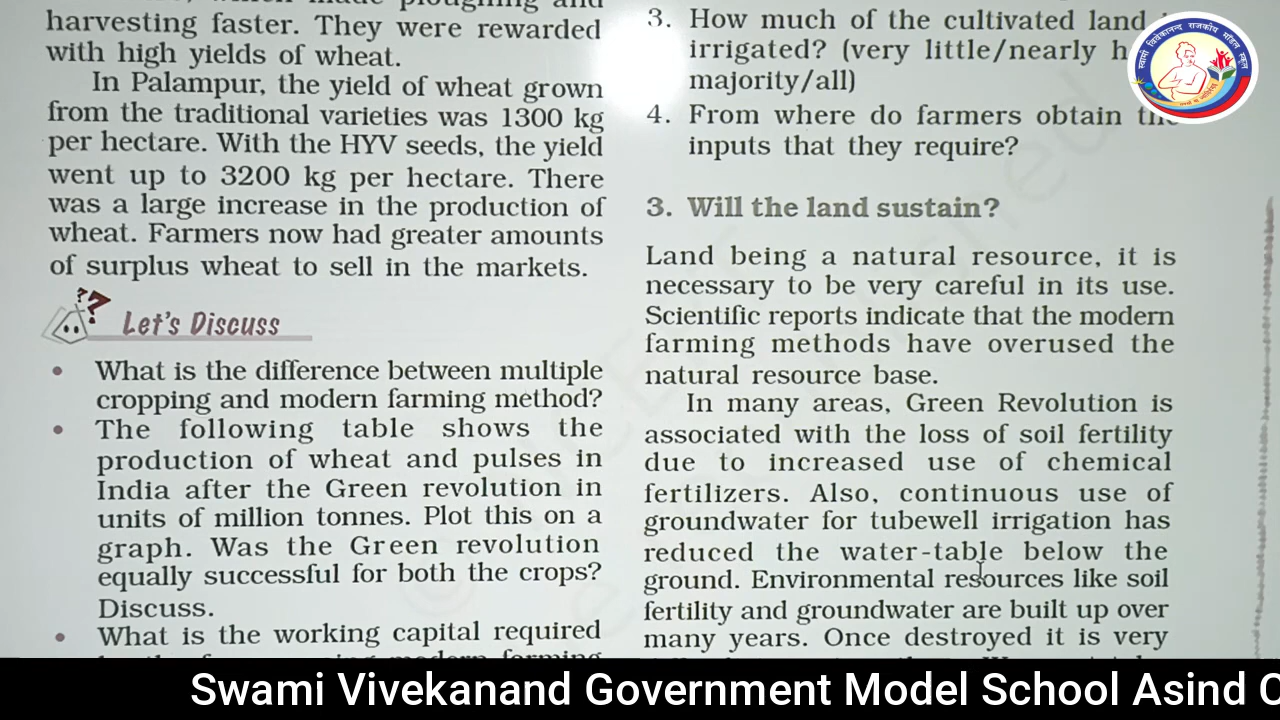 harvesting faster. They were rewarded
with high yields of wheat.
In Palampur, the yield of wheat grown
from the traditional varieties was 1300 kg
per hectare. With the HYV seeds, the yield
went up to 3200 kg per hectare. There
was a large increase in the production of
wheat. Farmers now had greater amounts
of surplus wheat to sell in the markets.
??
Let's Discuss
• What is the difference between multiple
cropping and modern farming method?
• The following table shows the
production of wheat and pulses in
India after the Green revolution in
units of million tonnes. Plot this on a
graph. Was the Green revolution
equally successful for both the crops?
Discuss.
• What is the working capital required
3. How much of the cultivated land
irrigated? (very little/nearly
majority/all)
4. From where do farmers obtain the
inputs that they require?
3. Will the land sustain?
Land being a natural resource, it is
necessary to be very careful in its use.
Scientific reports indicate that the modern
farming methods have overused the
natural resource base.
In many areas, Green Revolution is
associated with the loss of soil fertility
due to increased use of chemical
fertilizers. Also, continuous use of
groundwater for tubewell irrigation has
reduced the water-table below the
ground. Environmental resources like soil
fertility and groundwater are built up over
many years. Once destroyed it is very
स्वामी विवेकानन्द राजकीय मॉडल स्कूल
Swami Vivekanand Government Model School Asind